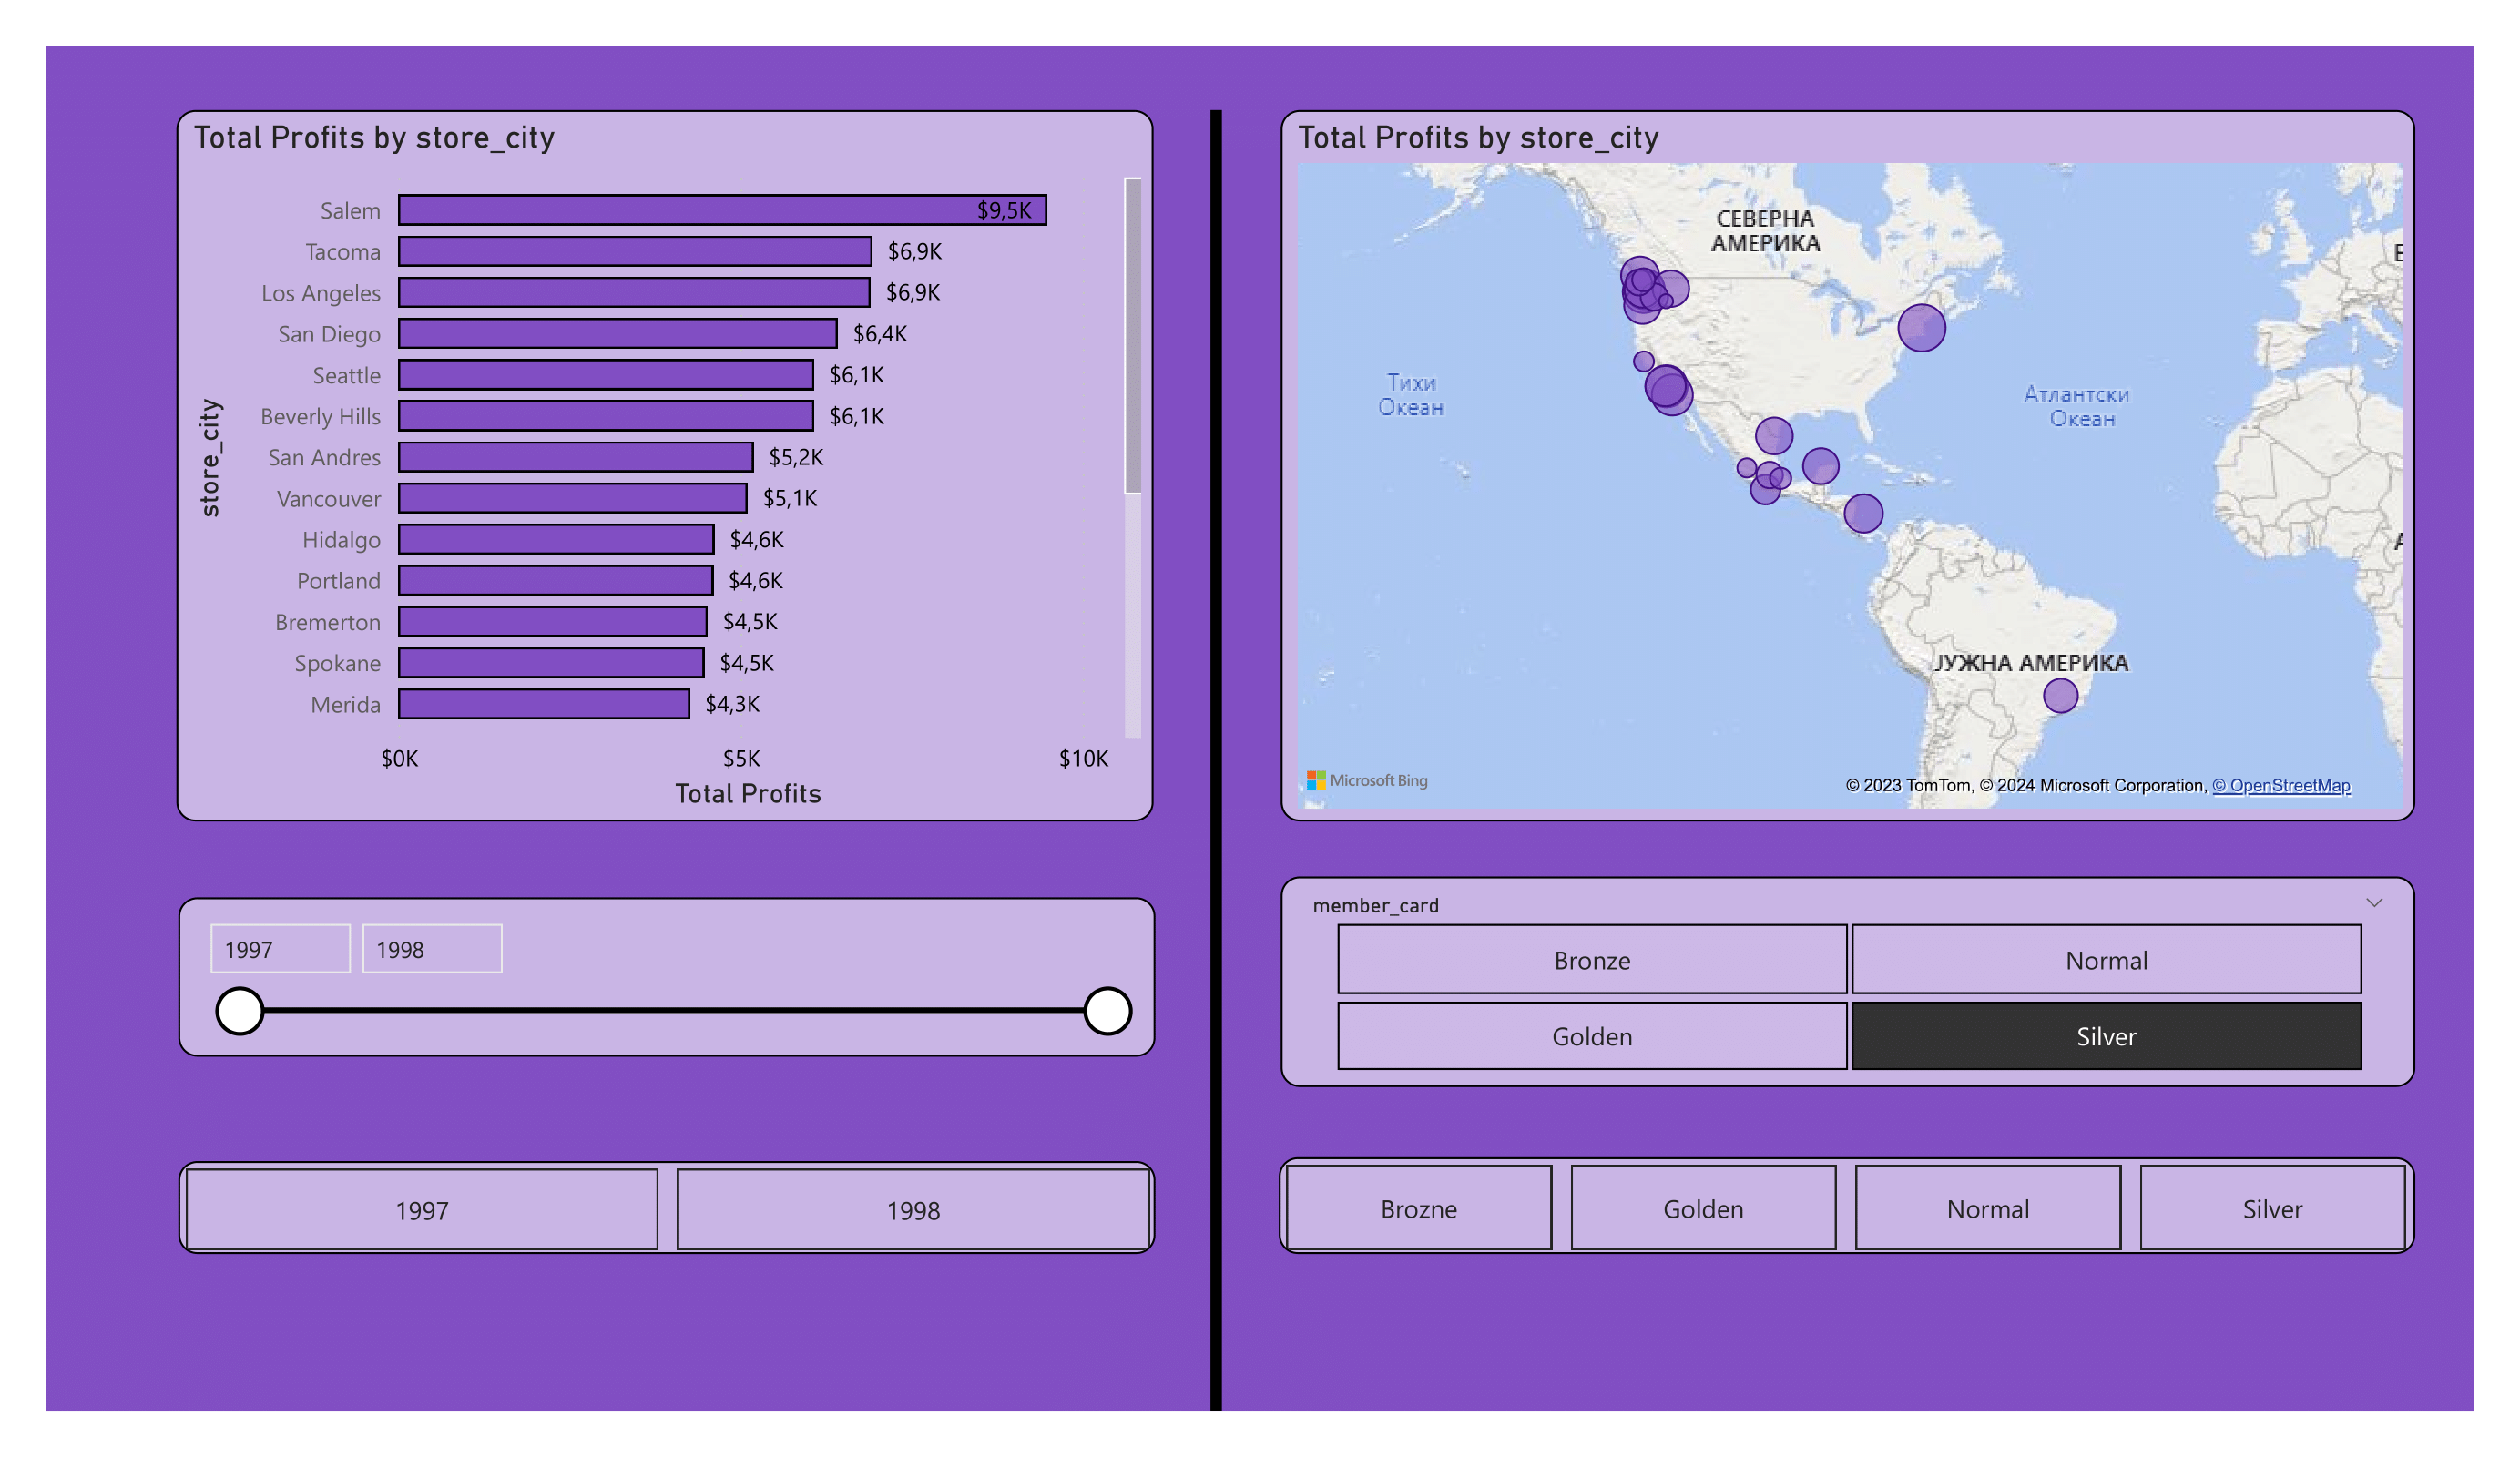 Total Profits by store_city
store_city
Salem $9,5K
Tacoma $6,9K
Los Angeles $6,9K
San Diego $6,4K
Seattle $6,1K
Beverly Hills $6,1K
San Andres $5,2K
Vancouver $5,1K
Hidalgo $4,6K
Portland $4,6K
Bremerton $4,5K
Spokane $4,5K
Merida $4,3K
$0K $5K $10K
Total Profits
Total Profits by store_city
СЕВЕРНА
АМЕРИКА
Тихи
Океан
Атлантски
Океан
ЈУЖНА АМЕРИКА
Microsoft Bing
© 2023 TomTom, © 2024 Microsoft Corporation, © OpenStreetMap
1997 1998
member_card
Bronze Normal
Golden Silver
1997 1998
Brozne Golden Normal Silver